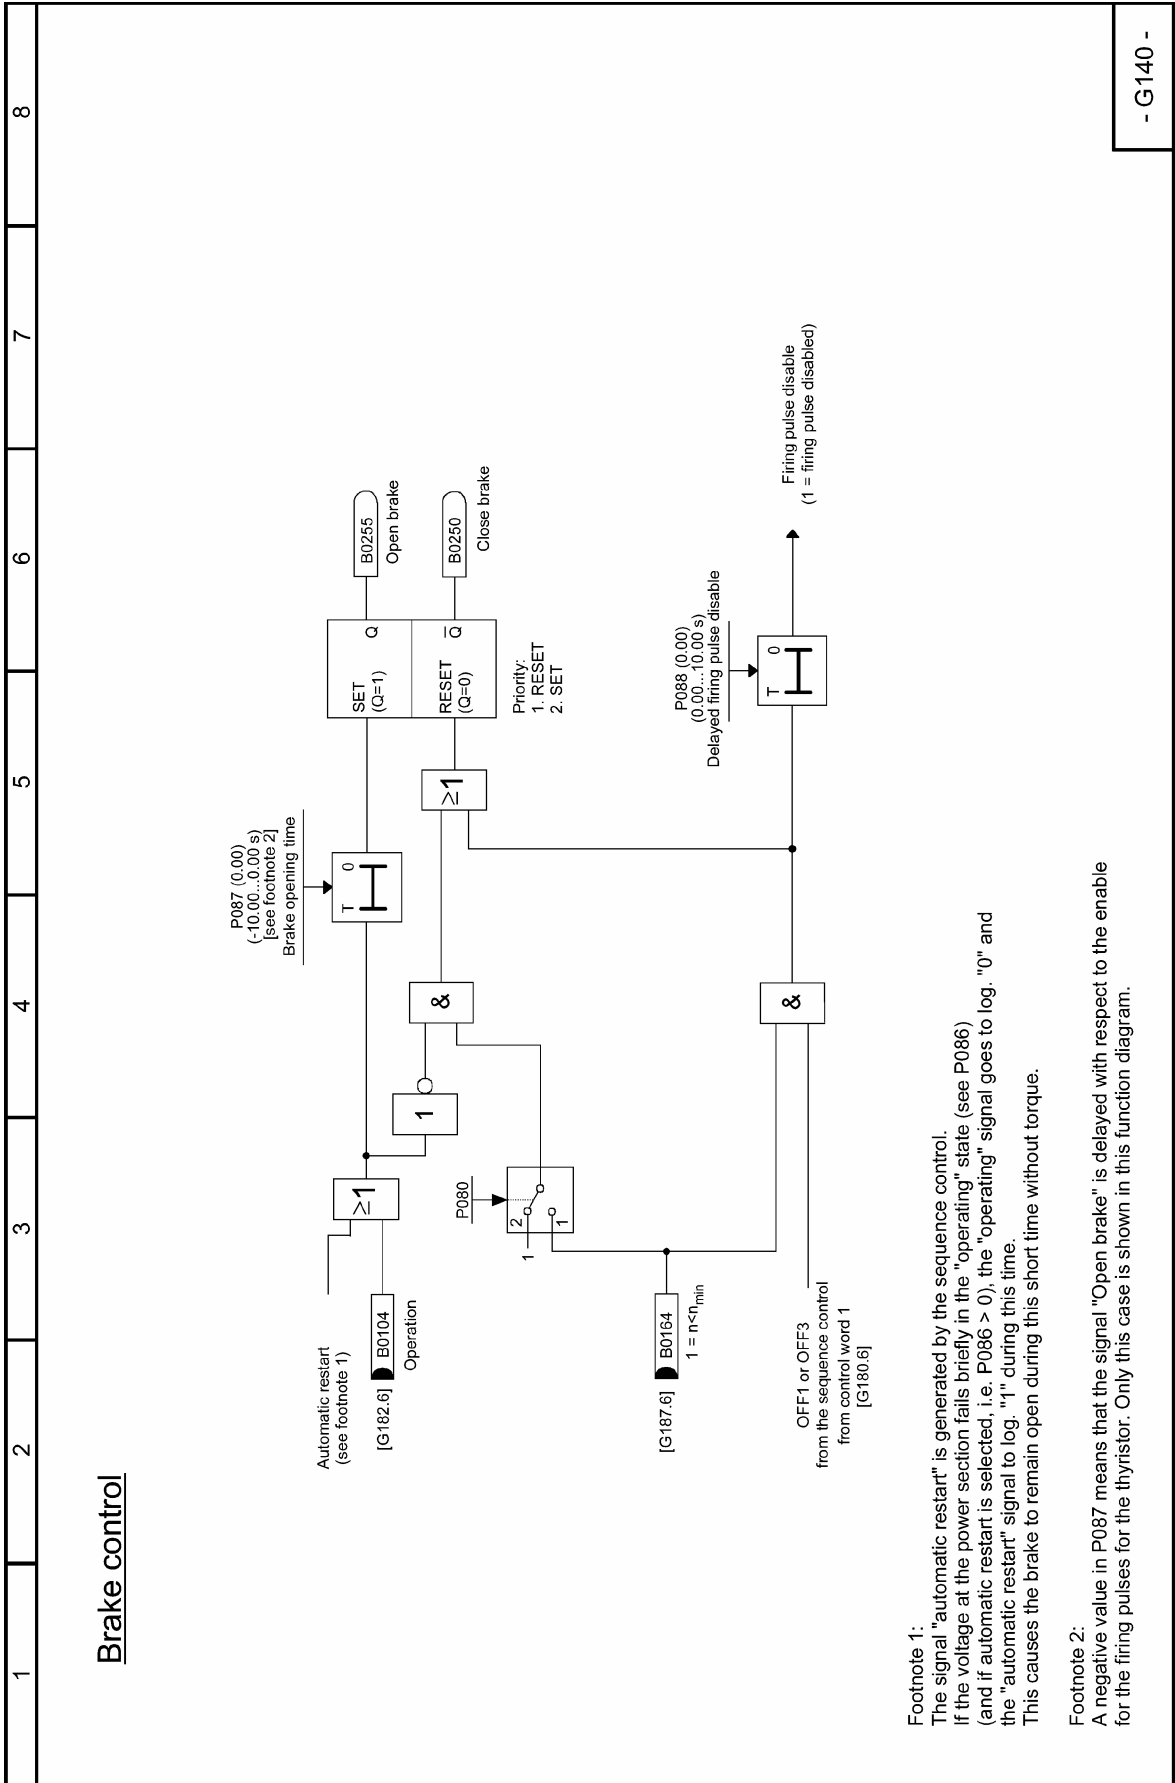 1
2
3
4
5
6
7
8
Brake control
P087 (0.00)
(-10.00...0.00 s)
[see footnote 2]
Brake opening time
Automatic restart
(see footnote 1)
≥1
T 0
SET
(Q=1)
Q
B0255
Open brake
[G182.6]
B0104
Operation
1
&
≥1
RESET
(Q=0)
Q̅
B0250
Close brake
Priority:
1. RESET
2. SET
P080
2
1
1
[G187.6]
B0164
1 = n<nmin
P088 (0.00)
(0.00...10.00 s)
Delayed firing pulse disable
&
T 0
Firing pulse disable
(1 = firing pulse disabled)
OFF1 or OFF3
from the sequence control
from control word 1
[G180.6]
Footnote 1:
The signal "automatic restart" is generated by the sequence control.
If the voltage at the power section fails briefly in the "operating" state (see P086)
(and if automatic restart is selected, i.e. P086 > 0), the "operating" signal goes to log. "0" and
the "automatic restart" signal to log. "1" during this time.
This causes the brake to remain open during this short time without torque.
Footnote 2:
A negative value in P087 means that the signal "Open brake" is delayed with respect to the enable
for the firing pulses for the thyristor. Only this case is shown in this function diagram.
- G140 -